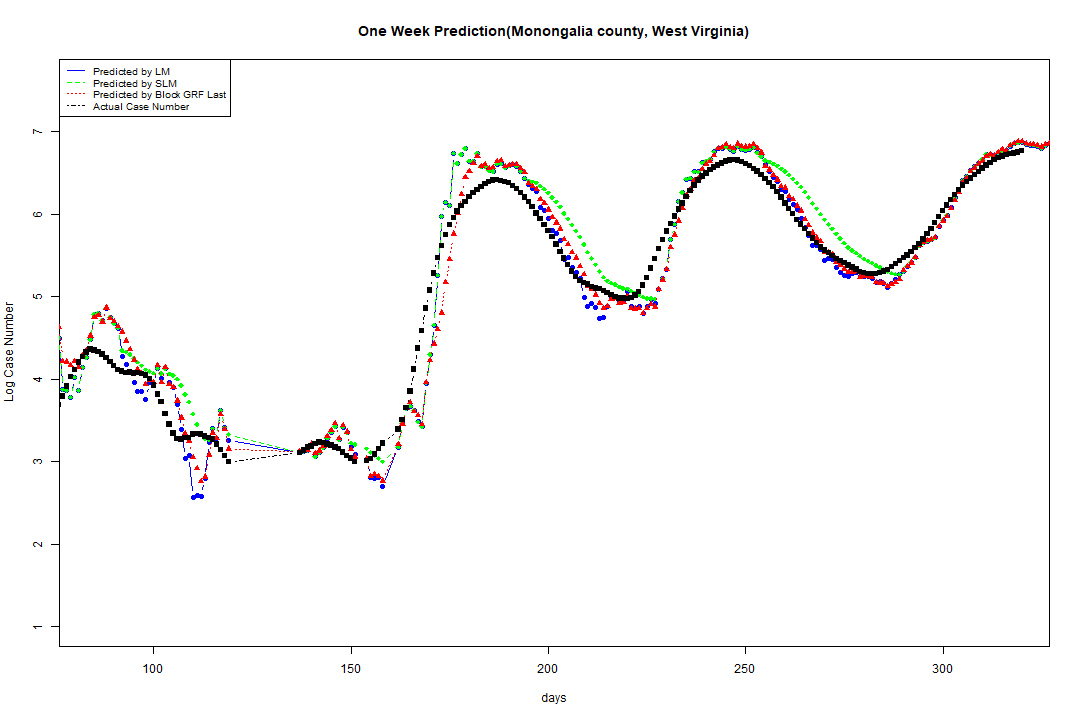 One Week Prediction(Monongalia county, West Virginia)
Predicted by LM
Predicted by SLM
Predicted by Block GRF Last
Actual Case Number
7
6
5
4
3
2
1
Log Case Number
100 150 200 250 300
days